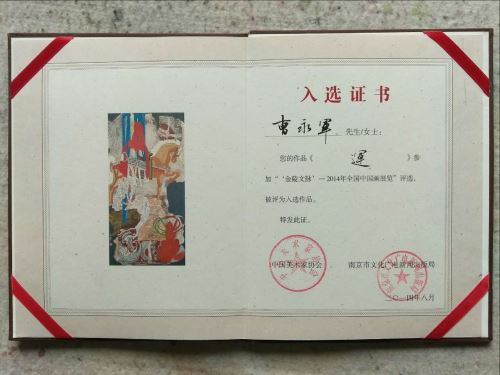 入选证书
曹永军 先生/女士：
您的作品《 運 》参
加“‘金陵文脉’—2014年全国中国画展览”评选，
被评为入选作品。
特发此证。
中国美术家协会 南京市文化广电新闻出版局
二〇一四年八月